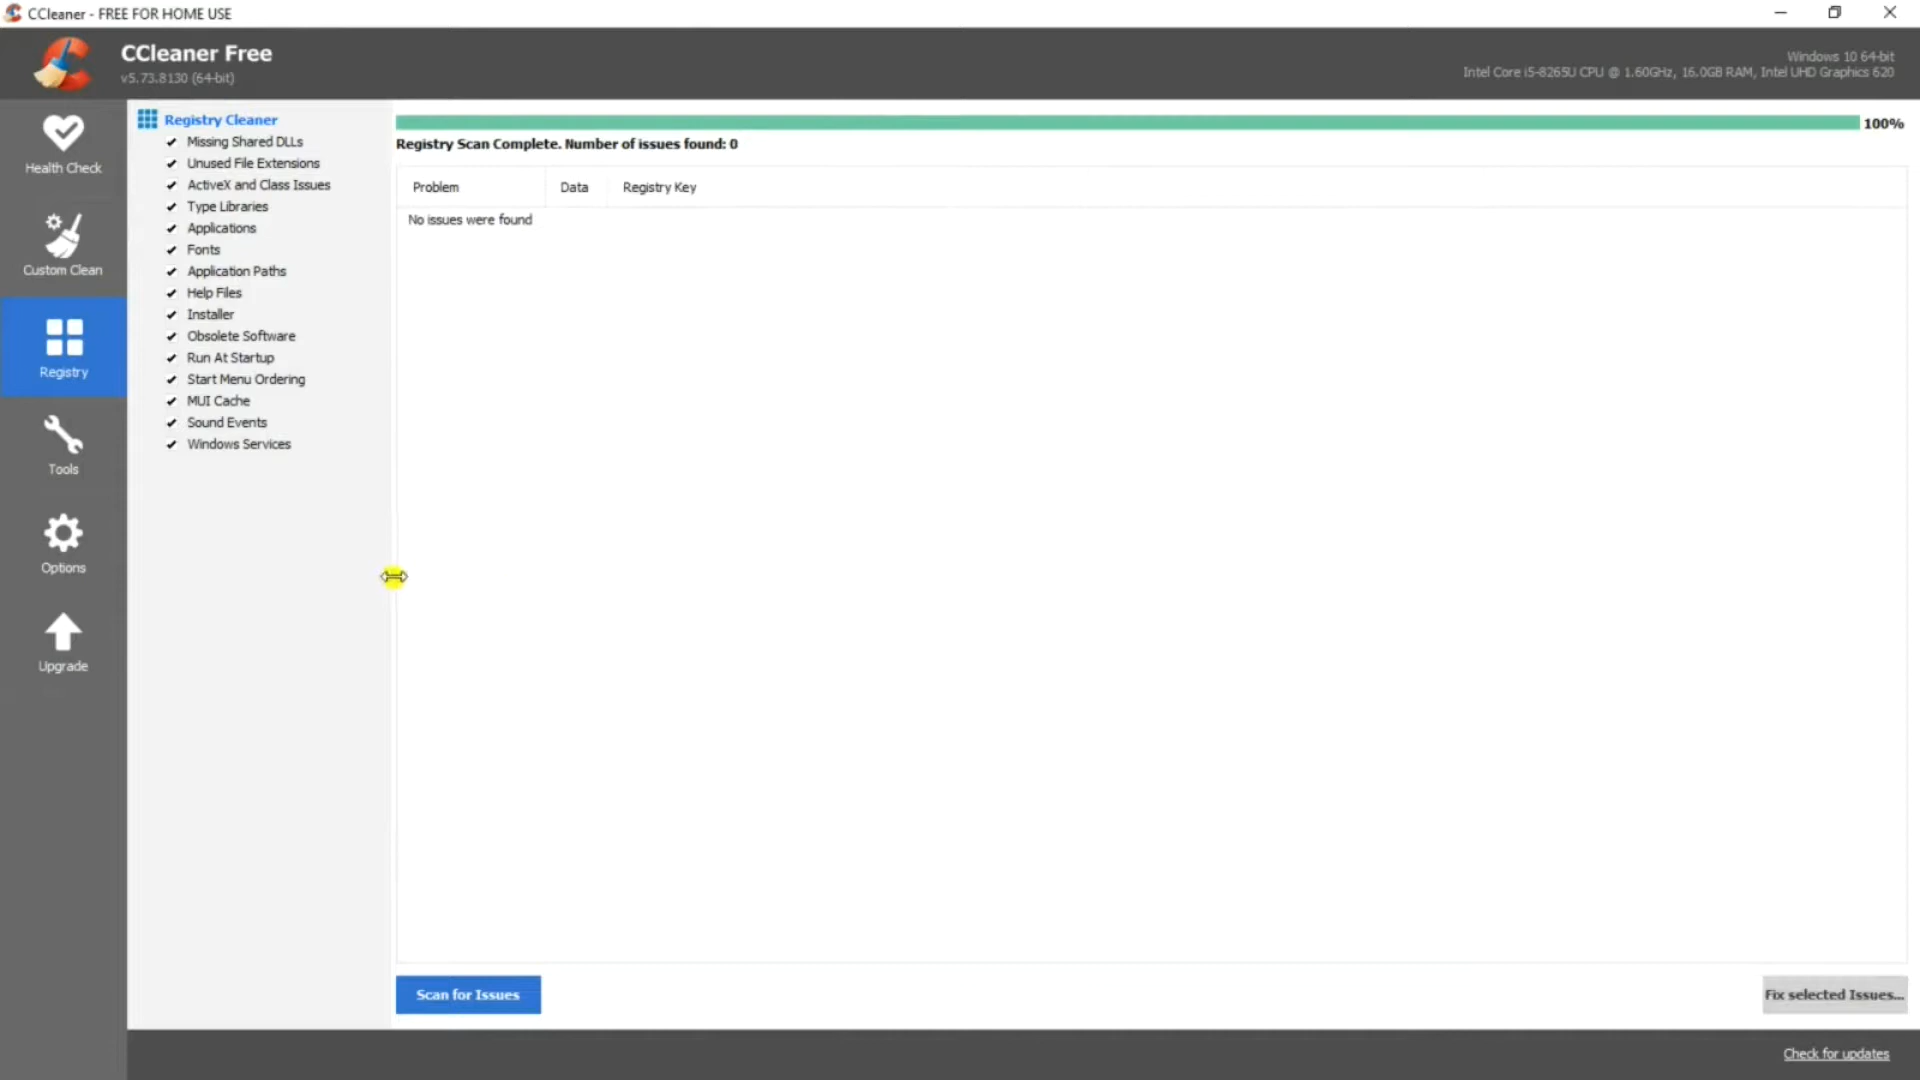 CCleaner - FREE FOR HOME USE
CCleaner Free
v5.73.8130 (64-bit)
Windows 10 64-bit
Intel Core i5-8265U CPU @ 1.60GHz, 16.0GB RAM, Intel UHD Graphics 620
Health Check
Custom Clean
Registry
Tools
Options
Upgrade
Registry Cleaner
Missing Shared DLLs
Unused File Extensions
ActiveX and Class Issues
Type Libraries
Applications
Fonts
Application Paths
Help Files
Installer
Obsolete Software
Run At Startup
Start Menu Ordering
MUI Cache
Sound Events
Windows Services
100%
Registry Scan Complete. Number of issues found: 0
Problem Data Registry Key
No issues were found
Scan for Issues
Fix selected Issues...
Check for updates